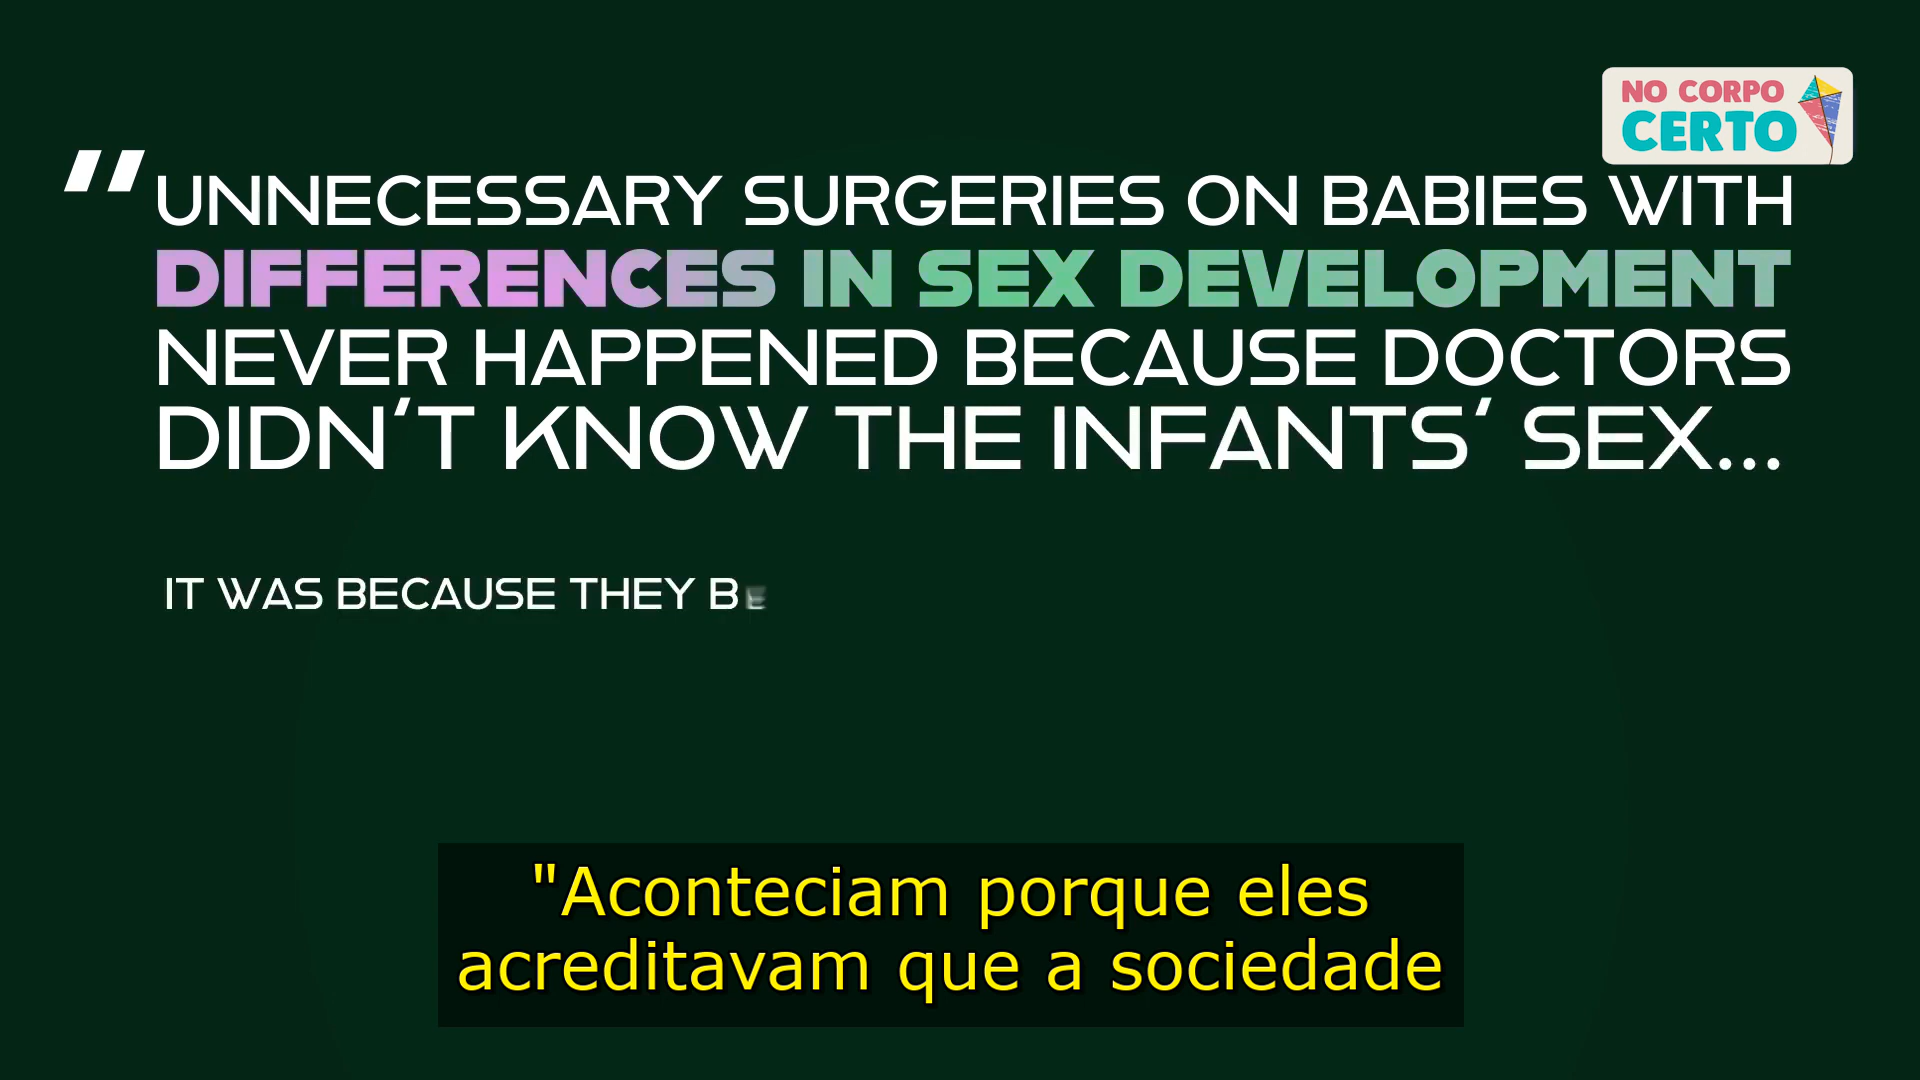 NO CORPO
CERTO
"UNNECESSARY SURGERIES ON BABIES WITH
DIFFERENCES IN SEX DEVELOPMENT
NEVER HAPPENED BECAUSE DOCTORS
DIDN'T KNOW THE INFANTS' SEX...
IT WAS BECAUSE THEY BE
"Aconteciam porque eles
acreditavam que a sociedade